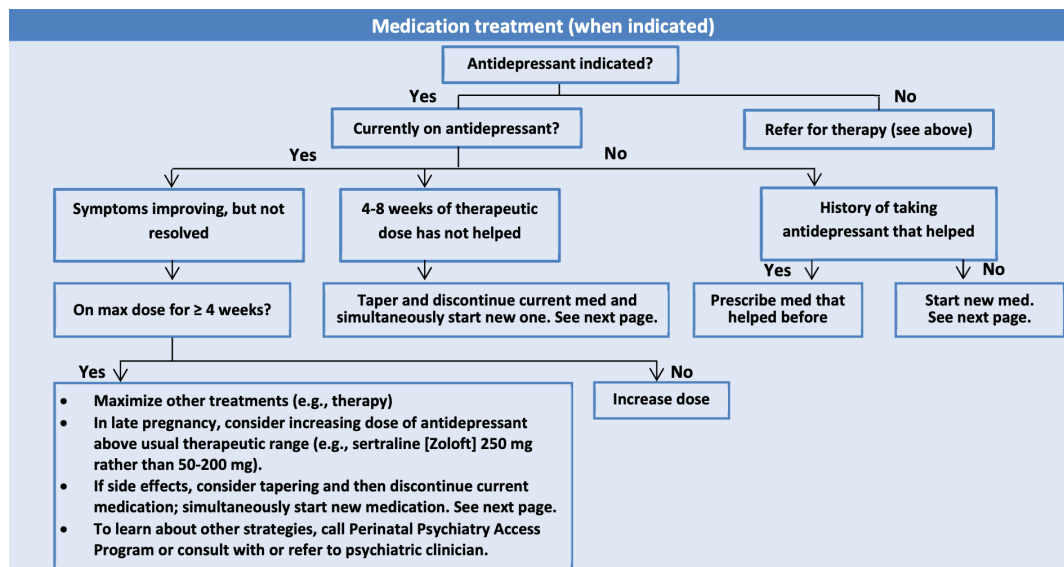 Medication treatment (when indicated)
Antidepressant indicated?
Yes
No
Currently on antidepressant?
Refer for therapy (see above)
Yes
No
Symptoms improving, but not
resolved
4-8 weeks of therapeutic
dose has not helped
History of taking
antidepressant that helped
Yes
No
On max dose for ≥ 4 weeks?
Taper and discontinue current med and
simultaneously start new one. See next page.
Prescribe med that
helped before
Start new med.
See next page.
Yes
No
• Maximize other treatments (e.g., therapy)
• In late pregnancy, consider increasing dose of antidepressant
above usual therapeutic range (e.g., sertraline [Zoloft] 250 mg
rather than 50-200 mg).
• If side effects, consider tapering and then discontinue current
medication; simultaneously start new medication. See next page.
• To learn about other strategies, call Perinatal Psychiatry Access
Program or consult with or refer to psychiatric clinician.
Increase dose